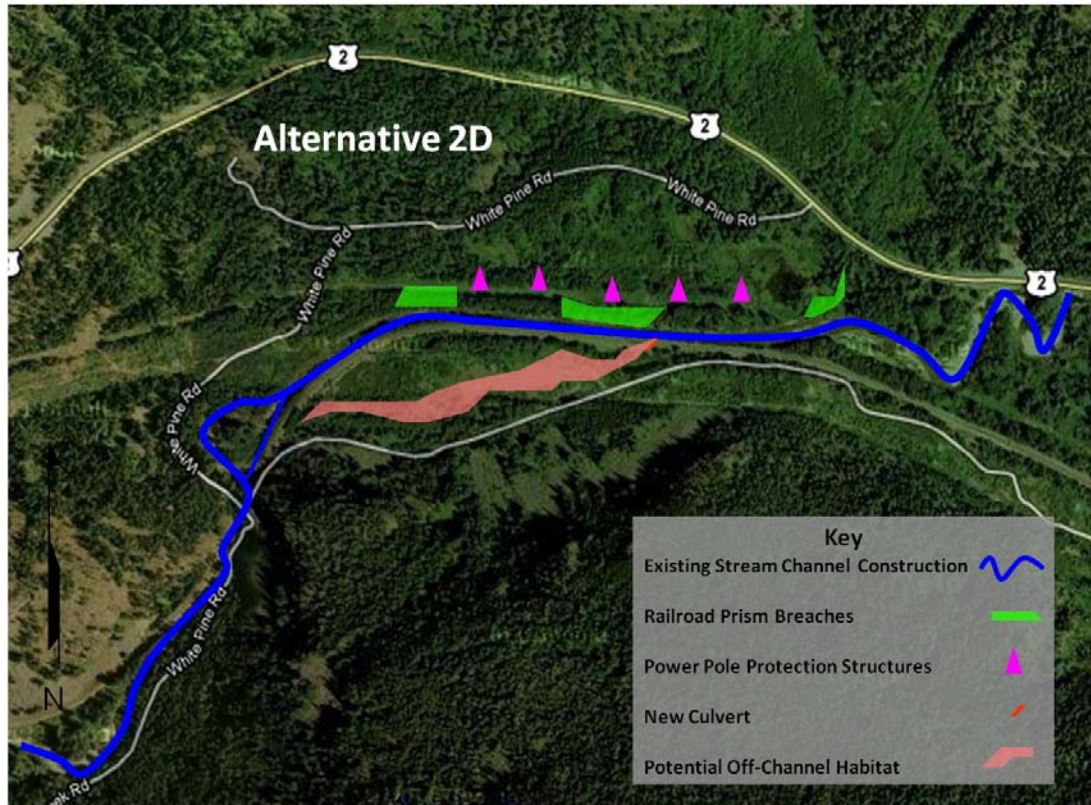 2
Alternative 2D
2
White Pine Rd
White Pine Rd
White Pine Rd
2
White Pine Rd
White Pine Rd
N
ek Rd
Key
Existing Stream Channel Construction
Railroad Prism Breaches
Power Pole Protection Structures
New Culvert
Potential Off-Channel Habitat